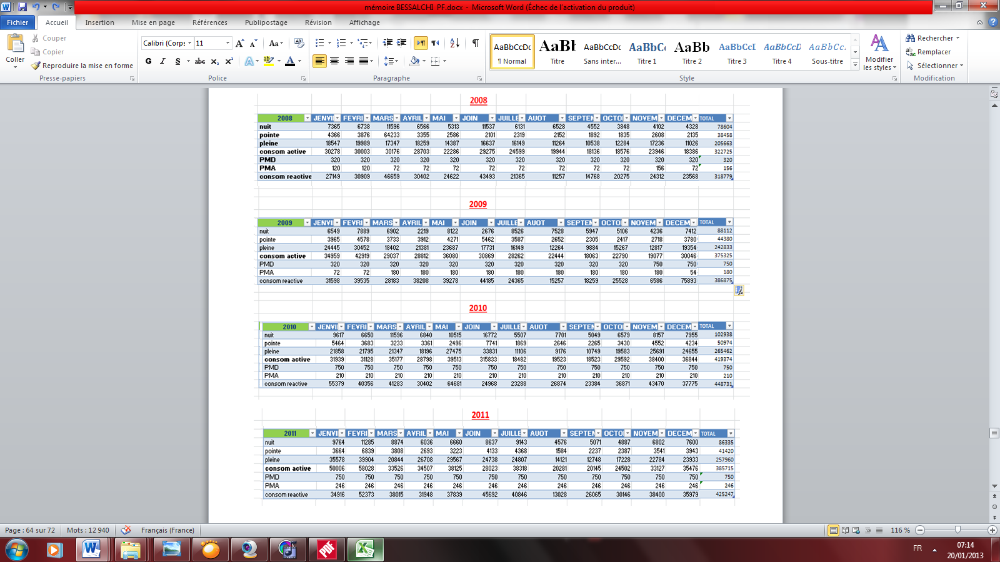 mémoire BESSALCHI PF.docx - Microsoft Word (Échec de l'activation du produit)
Fichier Accueil Insertion Mise en page Références Publipostage Révision Affichage
Coller Couper Copier Reproduire la mise en forme
Calibri (Corps 11 Aa
G I S abc x₂ x² A ab A
AaBbCcDc AaBl AaBbCcDc AaBbC AaBb AaBbCcI AaBbCcD AaBbCc.
¶ Normal Titre Sans inter... Titre 1 Titre 2 Titre 3 Titre 4 Sous-titre
Modifier les styles
Rechercher
Remplacer
Sélectionner
Presse-papiers Police Paragraphe Style Modification
2008
2008 JENVI FEVRI MARS AVRIL MAI JOIN JUILLE AUOT SEPTEN OCTO NOVEM DECEM TOTAL
nuit 7365 6738 11596 6566 5313 11537 6131 6528 4552 3848 4102 4328 78604
pointe 4366 3876 64233 3355 2586 2101 2319 2152 1892 1835 2608 2135 38458
pleine 18547 19989 17347 18259 14387 16637 16149 11264 10538 12284 17236 11026 205663
consom active 30278 30003 30176 28703 22286 29275 24599 19944 18136 18576 23946 18386 322725
PMD 320 320 320 320 320 320 320 320 320 320 320 320 320
PMA 120 120 72 72 72 72 72 72 72 72 156 72 156
consom reactive 27149 30909 46659 30402 24622 43493 21365 11257 14768 20275 24312 23568 318779
2009
2009 JENVI FEVRI MARS AVRIL MAI JOIN JUILLE AUOT SEPTEN OCTO NOVEM DECEM TOTAL
nuit 6549 7889 6902 2219 8122 2676 8526 7528 5947 5106 4236 7412 88112
pointe 3965 4578 3733 3912 4271 5462 3587 2652 2305 2417 2718 3780 44380
pleine 24445 30452 18402 21381 23687 17731 16149 12264 9884 15267 12817 19354 242833
consom active 34959 42919 29037 28812 36080 30869 28262 22444 18063 22790 19077 30046 375325
PMD 320 320 320 320 320 320 320 320 320 320 750 750 750
PMA 72 72 180 180 180 180 180 180 180 180 180 54 180
consom reactive 31598 39535 28183 38208 39278 44185 24365 15257 18259 25528 6586 75893 386875
2010
2010 JENVI FEVRI MARS AVRIL MAI JOIN JUILLE AUOT SEPTEN OCTO NOVEM DECEM TOTAL
nuit 9617 6650 11596 6840 10515 16772 5507 7701 5049 6579 8157 7955 102938
pointe 5464 3683 3233 3361 2496 7741 1869 2646 2265 3430 4552 4234 50974
pleine 21858 21795 21347 18196 27475 33831 11106 9176 10749 19583 25691 24655 265462
consom active 31939 31128 35177 28798 39513 315833 18482 19523 18523 29592 38400 36844 419374
PMD 750 750 750 750 750 750 750 750 750 750 750 750 750
PMA 210 210 210 210 210 210 210 210 210 210 210 210 210
consom reactive 55379 40356 41283 30402 64681 24968 23288 26874 23384 36871 43470 37775 448731
2011
2011 JENVI FEVRI MARS AVRIL MAI JOIN JUILLE AUOT SEPTEN OCTO NOVEM DECEM TOTAL
nuit 9764 11285 8874 6036 6660 8637 9143 4576 5071 4887 6802 7600 86335
pointe 3664 6839 3808 2693 3223 4133 4368 1584 2237 2387 3541 3943 41420
pleine 35578 39904 20844 26708 29567 24738 24807 14121 12748 17228 22784 23933 257960
consom active 50006 58028 33526 34507 38125 28023 38318 20281 20145 24502 33127 35476 385715
PMD 750 750 750 750 750 750 750 750 750 750 750 750 750
PMA 246 246 246 246 246 246 246 246 246 246 246 246 246
consom reactive 34916 52373 38015 31948 37839 45692 40846 13028 26065 30146 38400 35979 425247
Page : 64 sur 72 Mots : 12 940 Français (France) 116 %
PDF
FR 07:14
20/01/2013